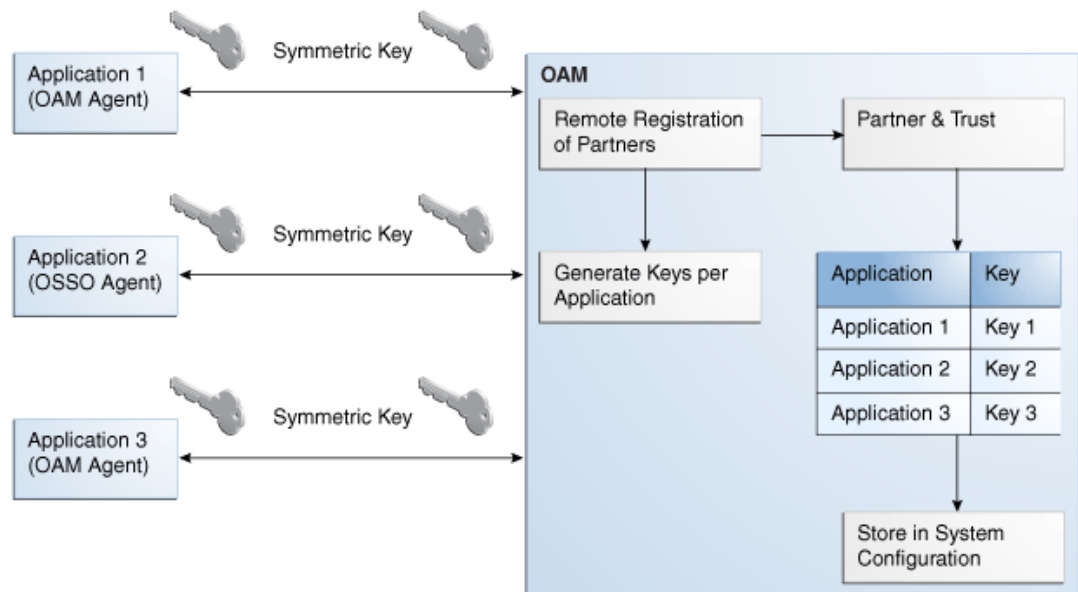 Application 1
(OAM Agent)
Symmetric Key
Application 2
(OSSO Agent)
Symmetric Key
Application 3
(OAM Agent)
Symmetric Key
OAM
Remote Registration
of Partners
Partner & Trust
Generate Keys per
Application
Application Key
Application 1 Key 1
Application 2 Key 2
Application 3 Key 3
Store in System
Configuration